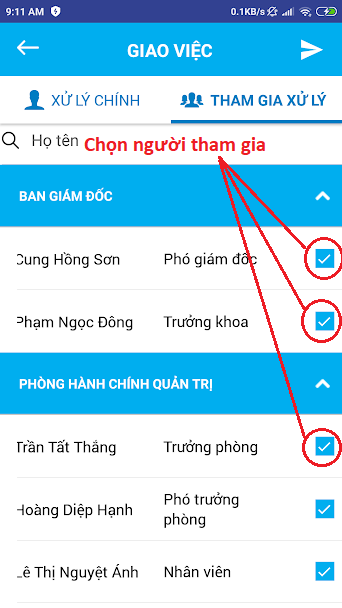 9:11 AM 0.1KB/s
GIAO VIỆC
XỬ LÝ CHÍNH THAM GIA XỬ LÝ
Họ tên Chọn người tham gia
BAN GIÁM ĐỐC
Cung Hồng Sơn Phó giám đốc
Phạm Ngọc Đông Trưởng khoa
PHÒNG HÀNH CHÍNH QUẢN TRỊ
Trần Tất Thắng Trưởng phòng
Hoàng Diệp Hạnh Phó trưởng
phòng
Lê Thị Nguyệt Ánh Nhân viên